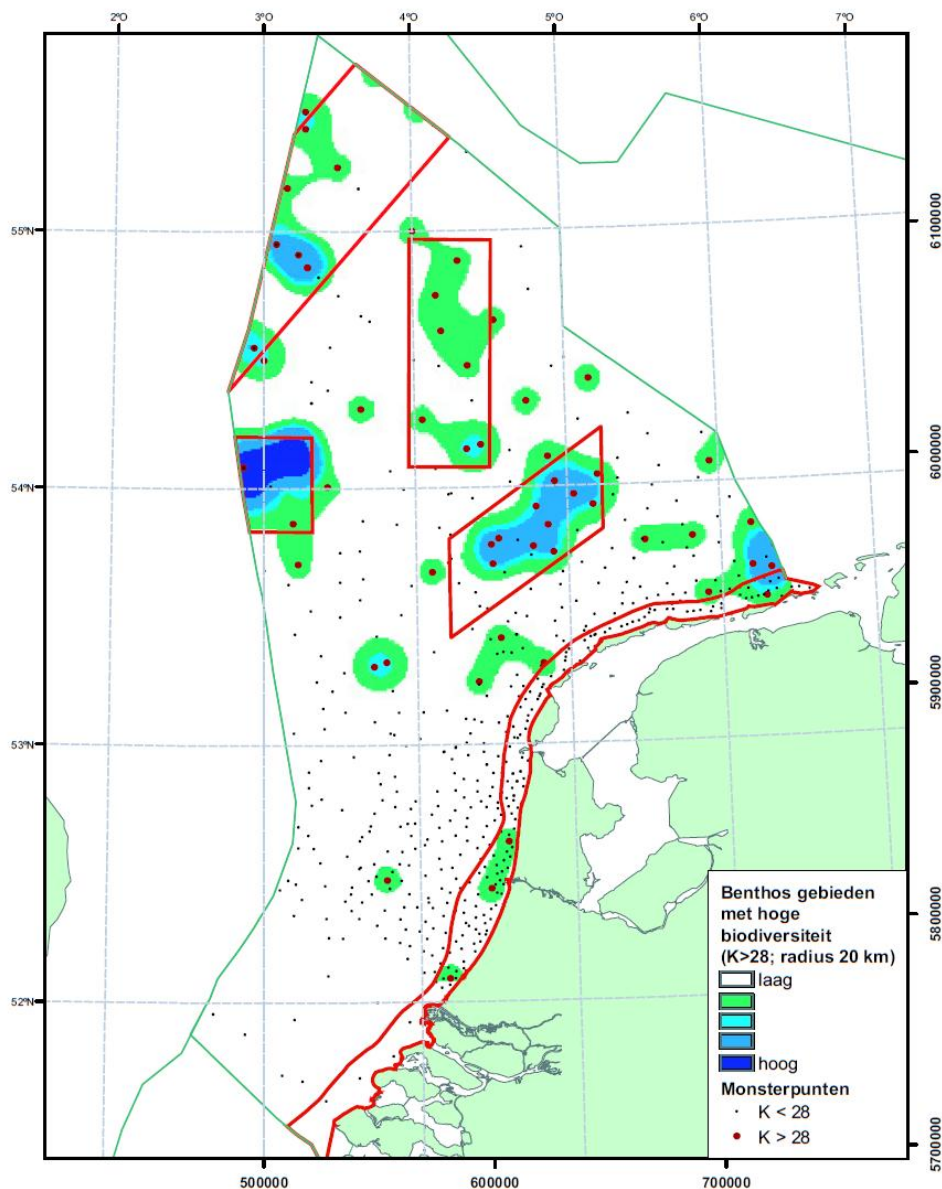 2°O 3°O 4°O 5°O 6°O 7°O
55°N
6100000
54°N
6000000
5900000
53°N
5800000
52°N
5700000
500000 600000 700000
Benthos gebieden
met hoge
biodiversiteit
(K>28; radius 20 km)
laag
hoog
Monsterpunten
K < 28
K > 28